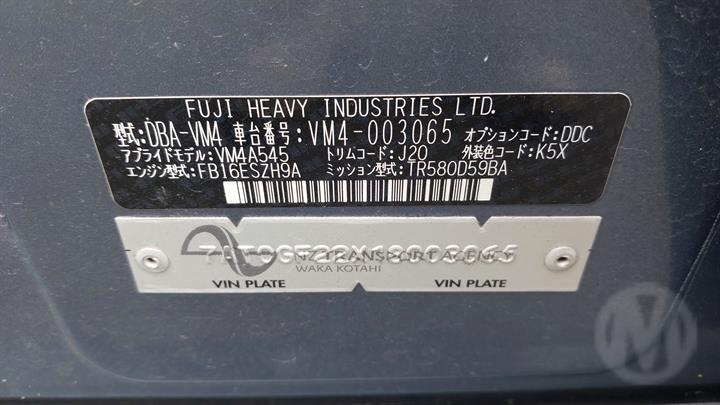 FUJI HEAVY INDUSTRIES LTD.
型式:DBA-VM4 車台番号:VM4-003065 オプションコード:DDC
アプライドモデル:VM4A545 トリムコード:J20 外装色コード:K5X
エンジン型式:FB16ESZH9A ミッション型式:TR580D59BA
NZ TRANSPORT AGENCY
WAKA KOTAHI
VIN PLATE VIN PLATE
M